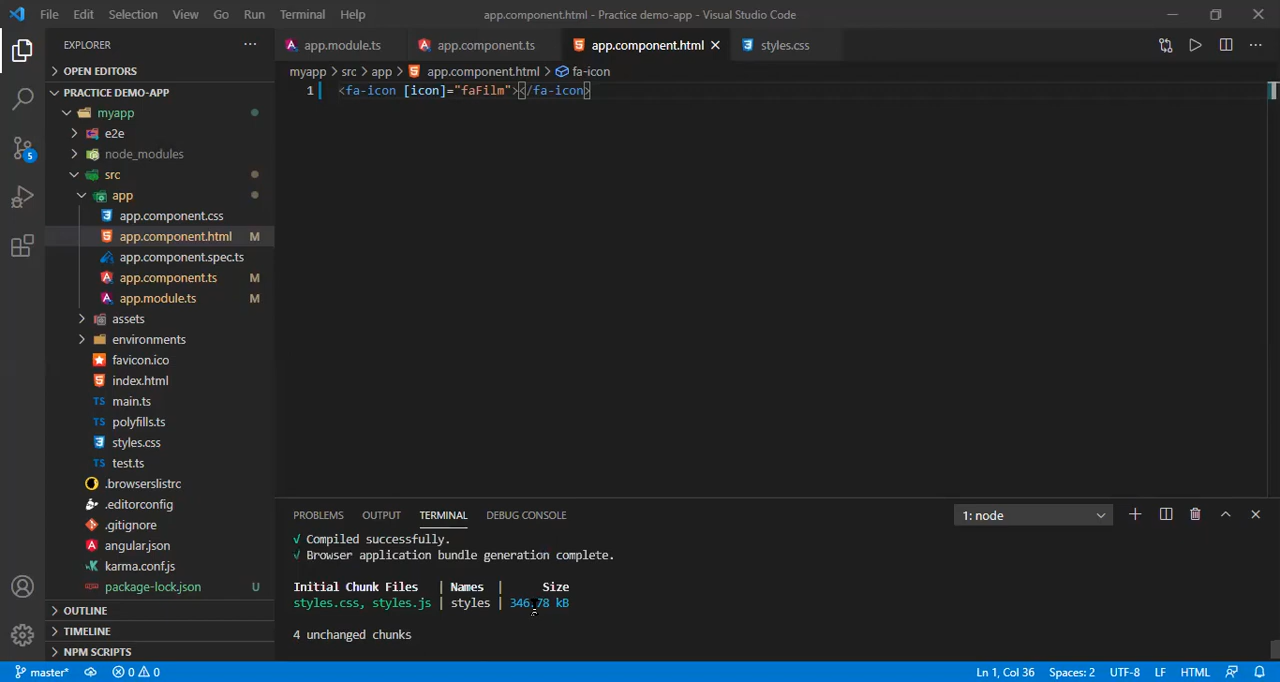 File Edit Selection View Go Run Terminal Help app.component.html - Practice demo-app - Visual Studio Code
EXPLORER
app.module.ts app.component.ts app.component.html styles.css
OPEN EDITORS
myapp > src > app > app.component.html > fa-icon
PRACTICE DEMO-APP
1 <fa-icon [icon]="faFilm"></fa-icon>
myapp
e2e
node_modules
5
src
app
app.component.css
app.component.html M
app.component.spec.ts
app.component.ts M
app.module.ts M
assets
environments
favicon.ico
index.html
TS main.ts
TS polyfills.ts
styles.css
TS test.ts
.browserslistrc
.editorconfig
.gitignore
angular.json
karma.conf.js
package-lock.json U
OUTLINE
TIMELINE
NPM SCRIPTS
PROBLEMS OUTPUT TERMINAL DEBUG CONSOLE 1: node
√ Compiled successfully.
√ Browser application bundle generation complete.
Initial Chunk Files | Names | Size
styles.css, styles.js | styles | 346.78 kB
4 unchanged chunks
master* 0 0 Ln 1, Col 36 Spaces: 2 UTF-8 LF HTML